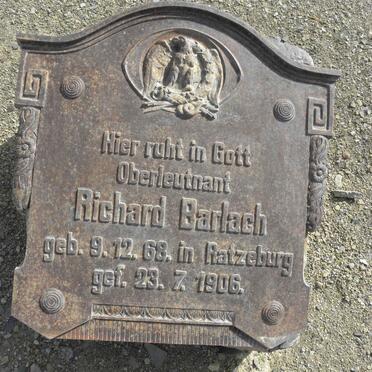 Hier ruht in Gott
Oberleutnant
Richard Barlach
geb. 9. 12. 68. in Ratzeburg
gef. 23. 7. 1906.